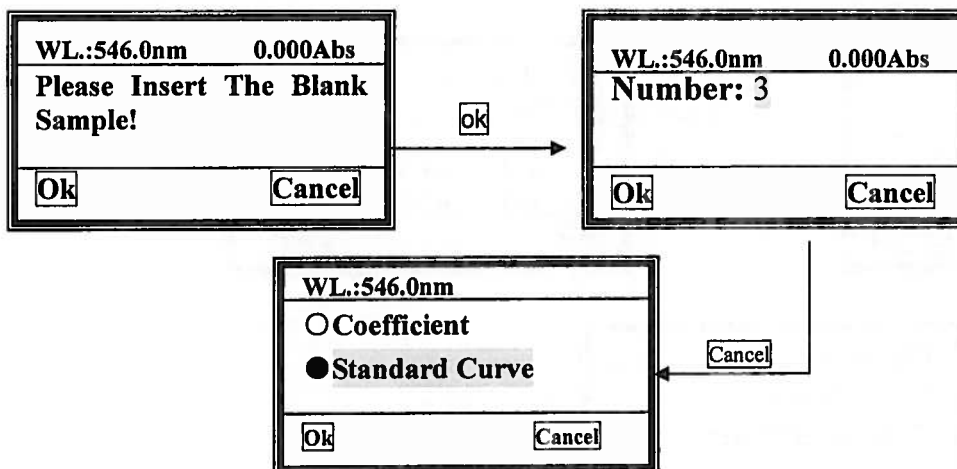 WL.:546.0nm 0.000Abs
Please Insert The Blank
Sample!
Ok Cancel
ok
WL.:546.0nm 0.000Abs
Number: 3
Ok Cancel
Cancel
WL.:546.0nm
Coefficient
Standard Curve
Ok Cancel